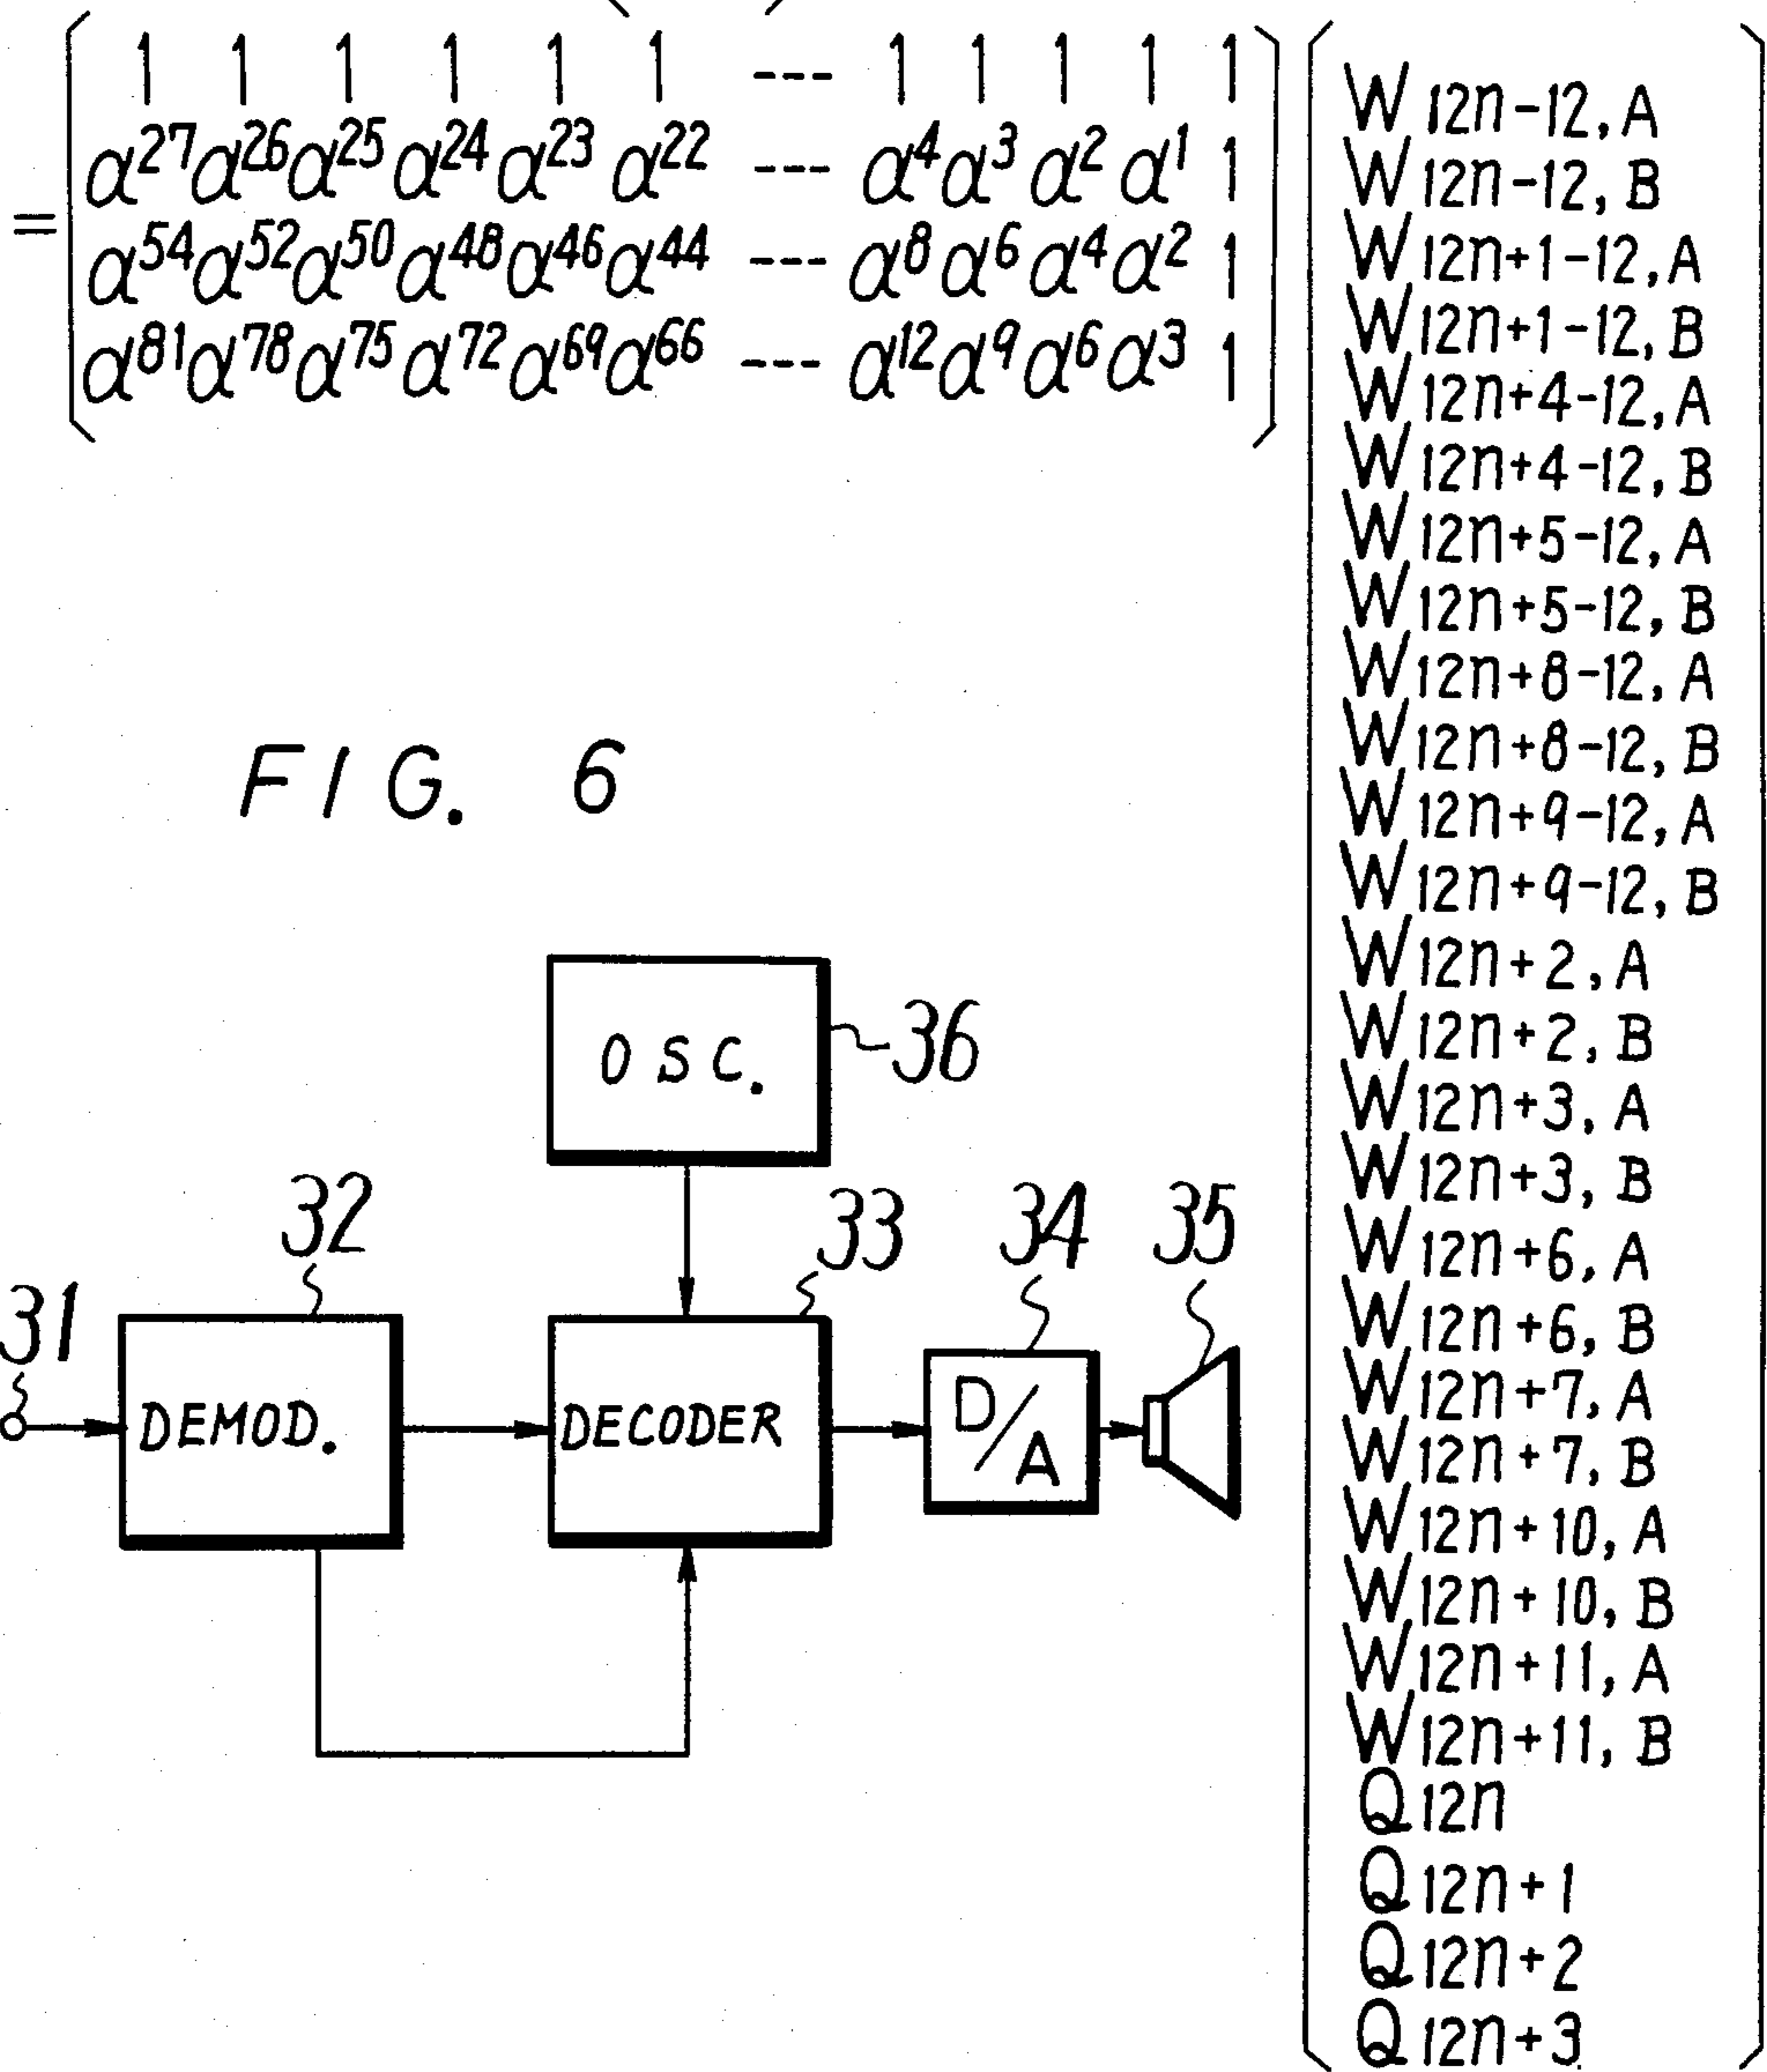 = 1 1 1 1 1 1 --- 1 1 1 1 1
α²⁷ α²⁶ α²⁵ α²⁴ α²³ α²² --- α⁴ α³ α² α¹ 1
α⁵⁴ α⁵² α⁵⁰ α⁴⁸ α⁴⁶ α⁴⁴ --- α⁸ α⁶ α⁴ α² 1
α⁸¹ α⁷⁸ α⁷⁵ α⁷² α⁶⁹ α⁶⁶ --- α¹² α⁹ α⁶ α³ 1
W12n-12, A
W12n-12, B
W12n+1-12, A
W12n+1-12, B
W12n+4-12, A
W12n+4-12, B
W12n+5-12, A
W12n+5-12, B
W12n+8-12, A
W12n+8-12, B
W12n+9-12, A
W12n+9-12, B
W12n+2, A
W12n+2, B
W12n+3, A
W12n+3, B
W12n+6, A
W12n+6, B
W12n+7, A
W12n+7, B
W12n+10, A
W12n+10, B
W12n+11, A
W12n+11, B
Q12n
Q12n+1
Q12n+2
Q12n+3
FIG. 6
OSC.
36
32
33
34
35
31
DEMOD.
DECODER
D/A